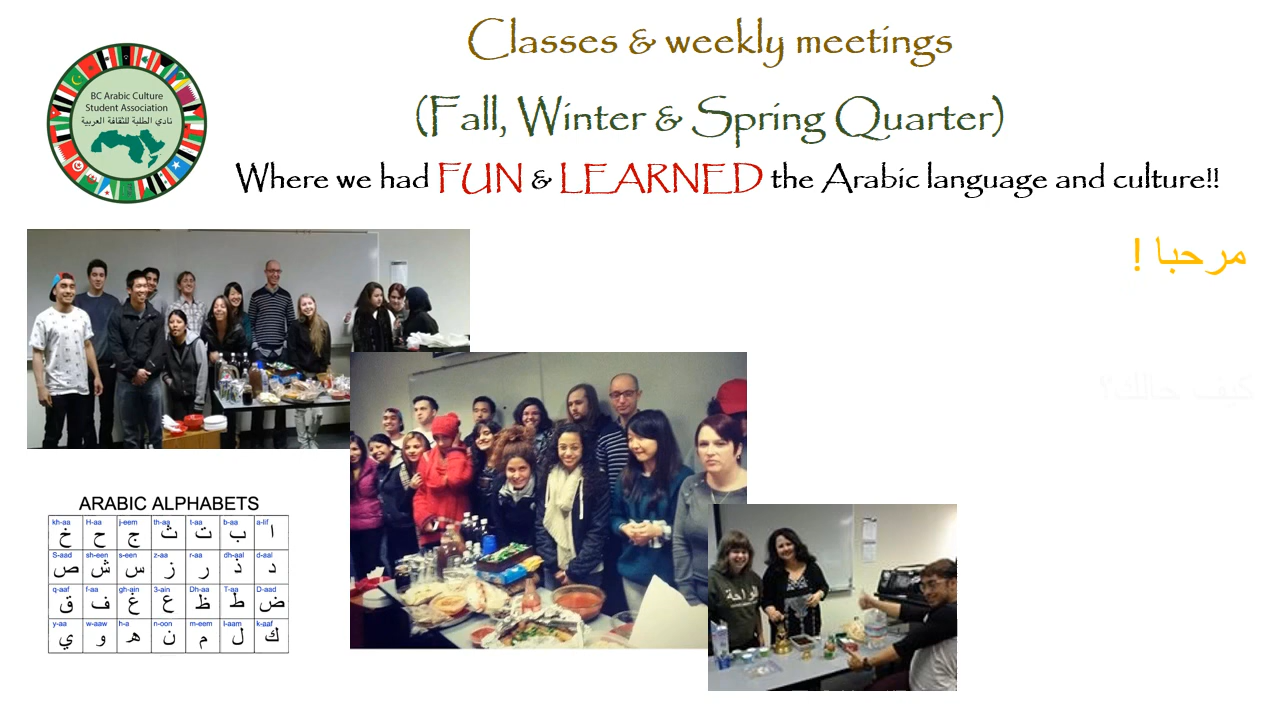 Classes & weekly meetings
(Fall, Winter & Spring Quarter)
Where we had FUN & LEARNED the Arabic language and culture!!
BC Arabic Culture
Student Association
نادي الطلبة للثقافة العربية
مرحبا !
كيف حالك؟
ARABIC ALPHABETS
kh-aa H-aa j-eem th-aa t-aa b-aa a-lif
خ ح ج ث ت ب ا
S-aad sh-een s-een z-aa r-aa dh-aal d-aal
ص ش س ز ر ذ د
q-aaf f-aa gh-ain 3-ain Dh-aa T-aa D-aad
ق ف غ ع ظ ط ض
y-aa w-aaw h-a n-oon m-eem l-aam k-aaf
ي و ه ن م ل ك
الواحة